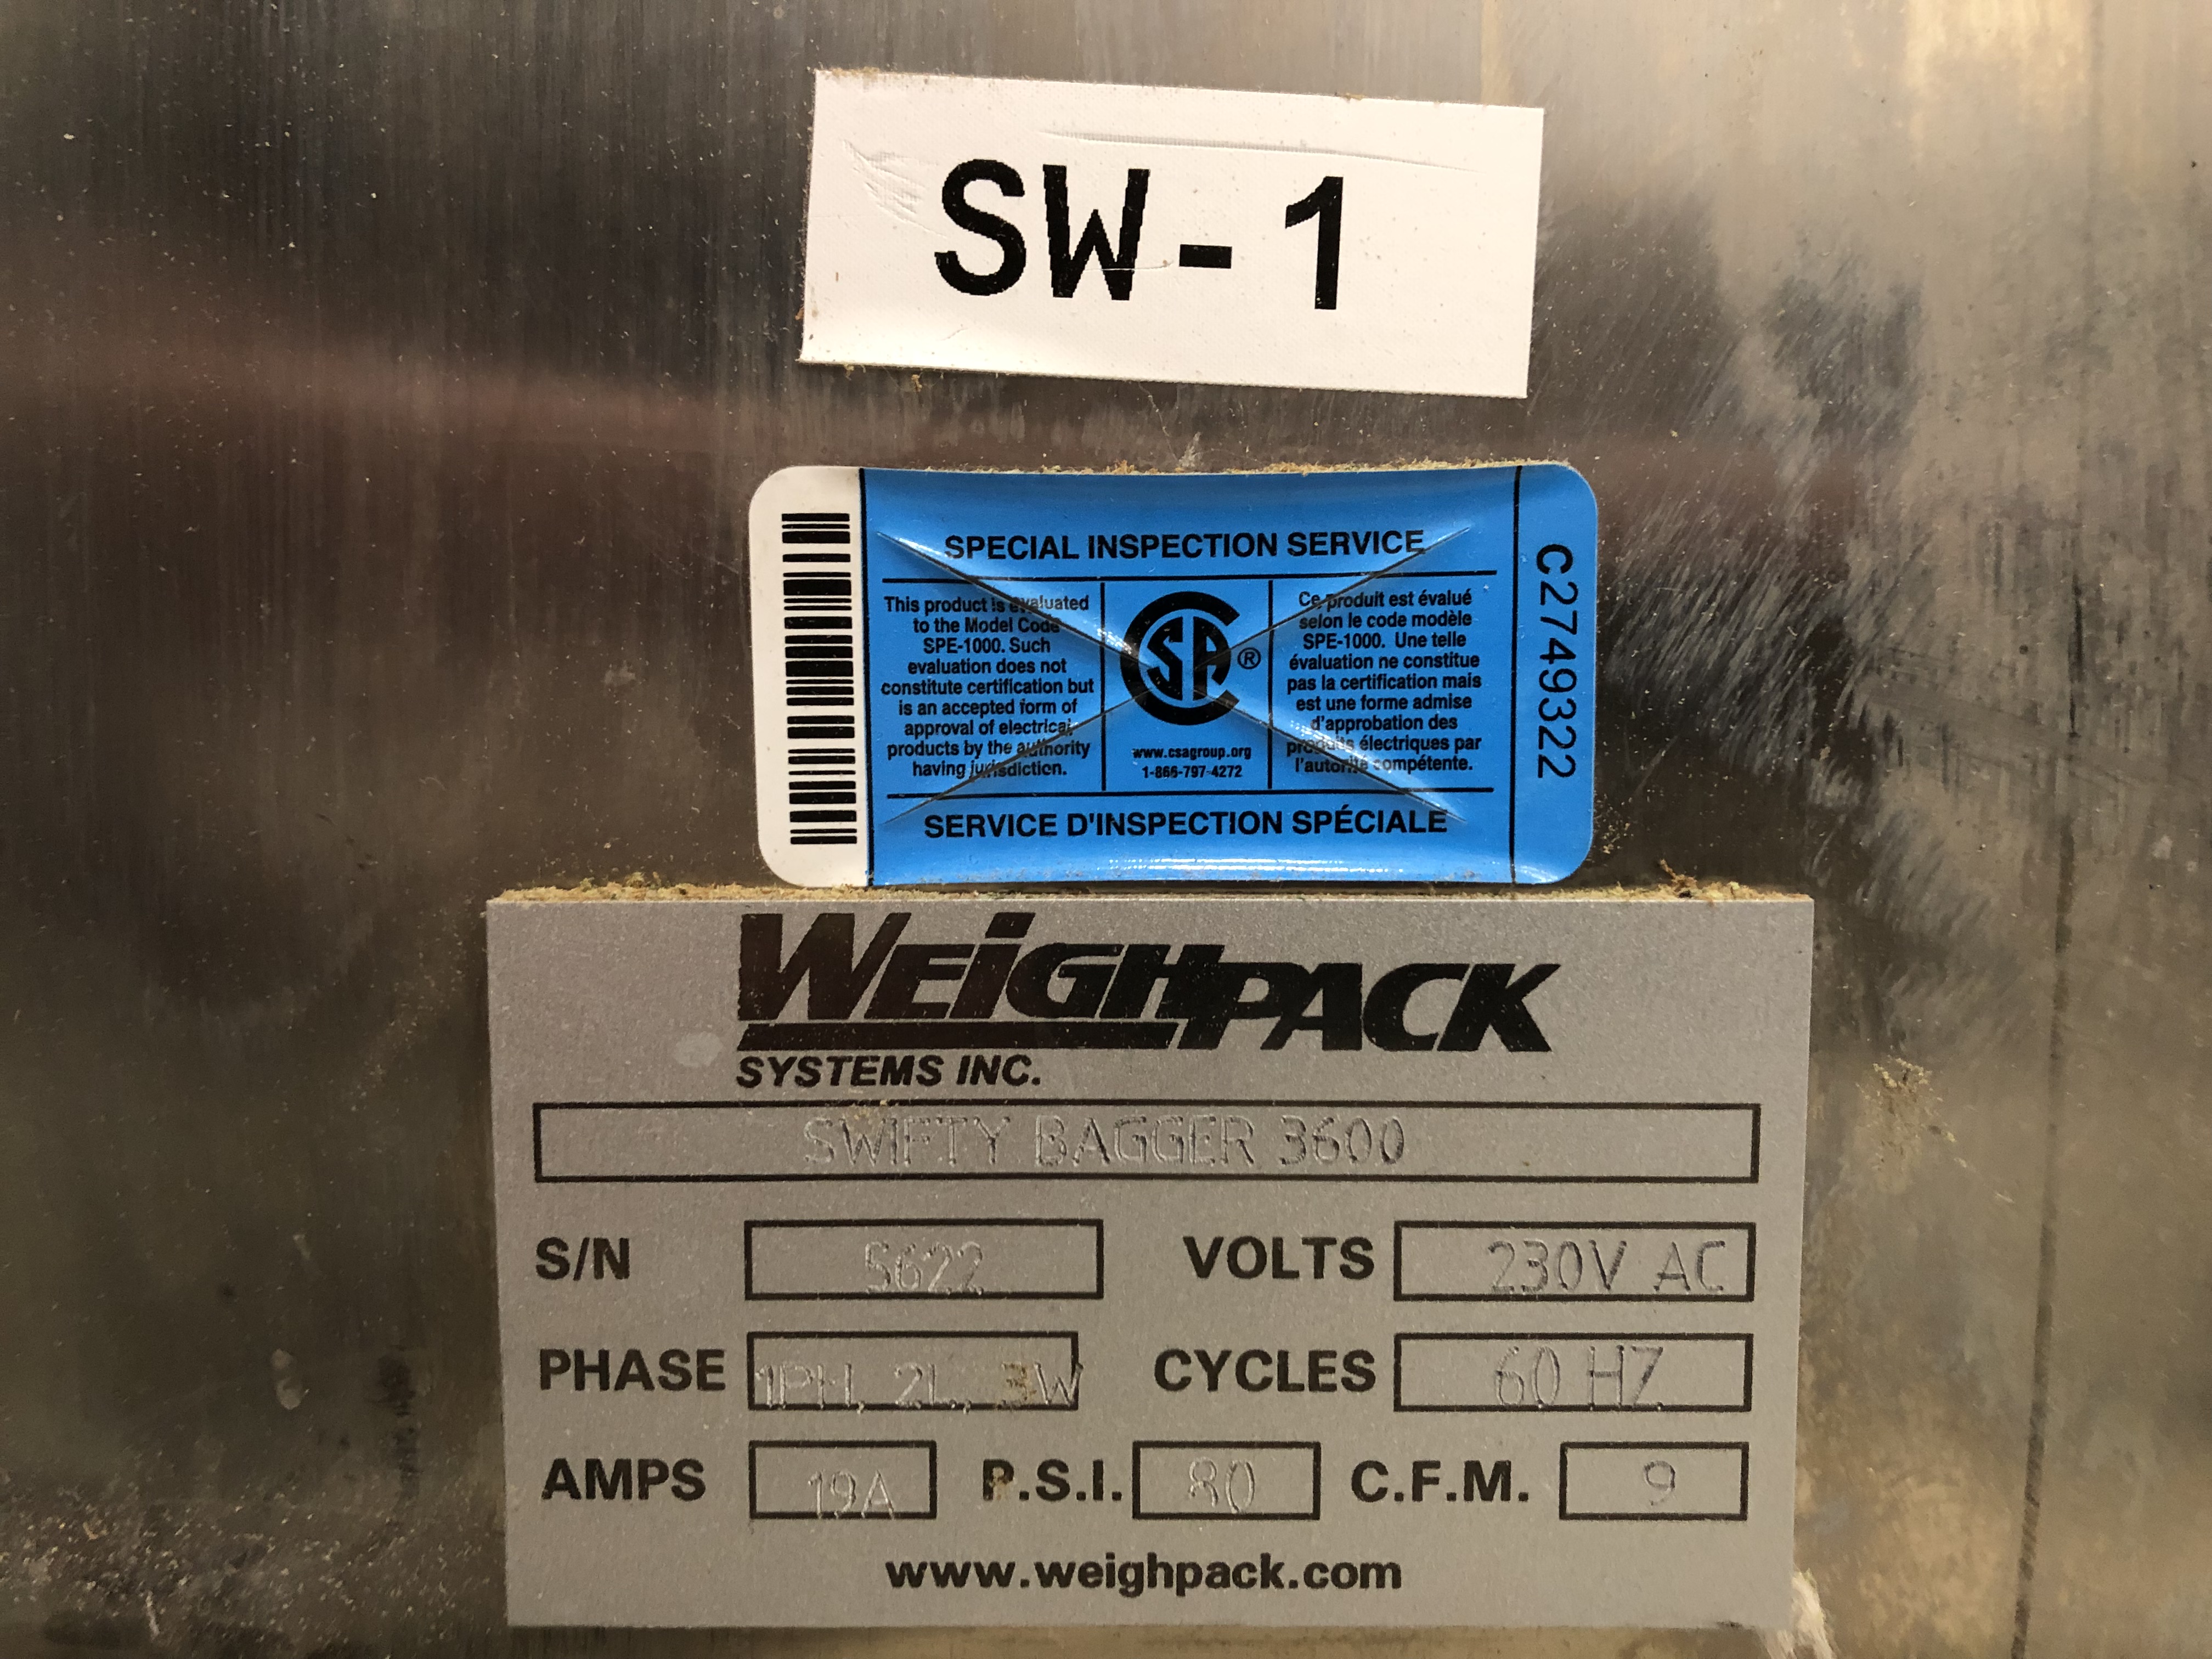 SW-1
SPECIAL INSPECTION SERVICE
This product is evaluated
to the Model Code
SPE-1000. Such
evaluation does not
constitute certification but
is an accepted form of
approval of electrical
products by the authority
having jurisdiction.
CSA®
www.csagroup.org
1-866-797-4272
Ce produit est évalué
selon le code modèle
SPE-1000. Une telle
évaluation ne constitue
pas la certification mais
est une forme admise
d'approbation des
produits électriques par
l'autorité compétente.
SERVICE D'INSPECTION SPÉCIALE
C2749322
WEIGHPACK
SYSTEMS INC.
SWIFTY BAGGER 3600
S/N 5622 VOLTS 230V AC
PHASE 1PH, 2L, 3W CYCLES 60 HZ
AMPS 19A P.S.I. 80 C.F.M. 9
www.weighpack.com